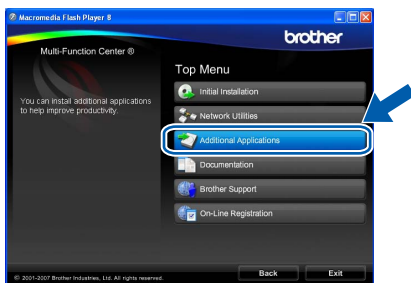 Macromedia Flash Player 8
brother
Multi-Function Center ®
Top Menu
You can install additional applications
to help improve productivity.
Initial Installation
Network Utilities
Additional Applications
Documentation
Brother Support
On-Line Registration
© 2001-2007 Brother Industries, Ltd. All rights reserved.
Back
Exit